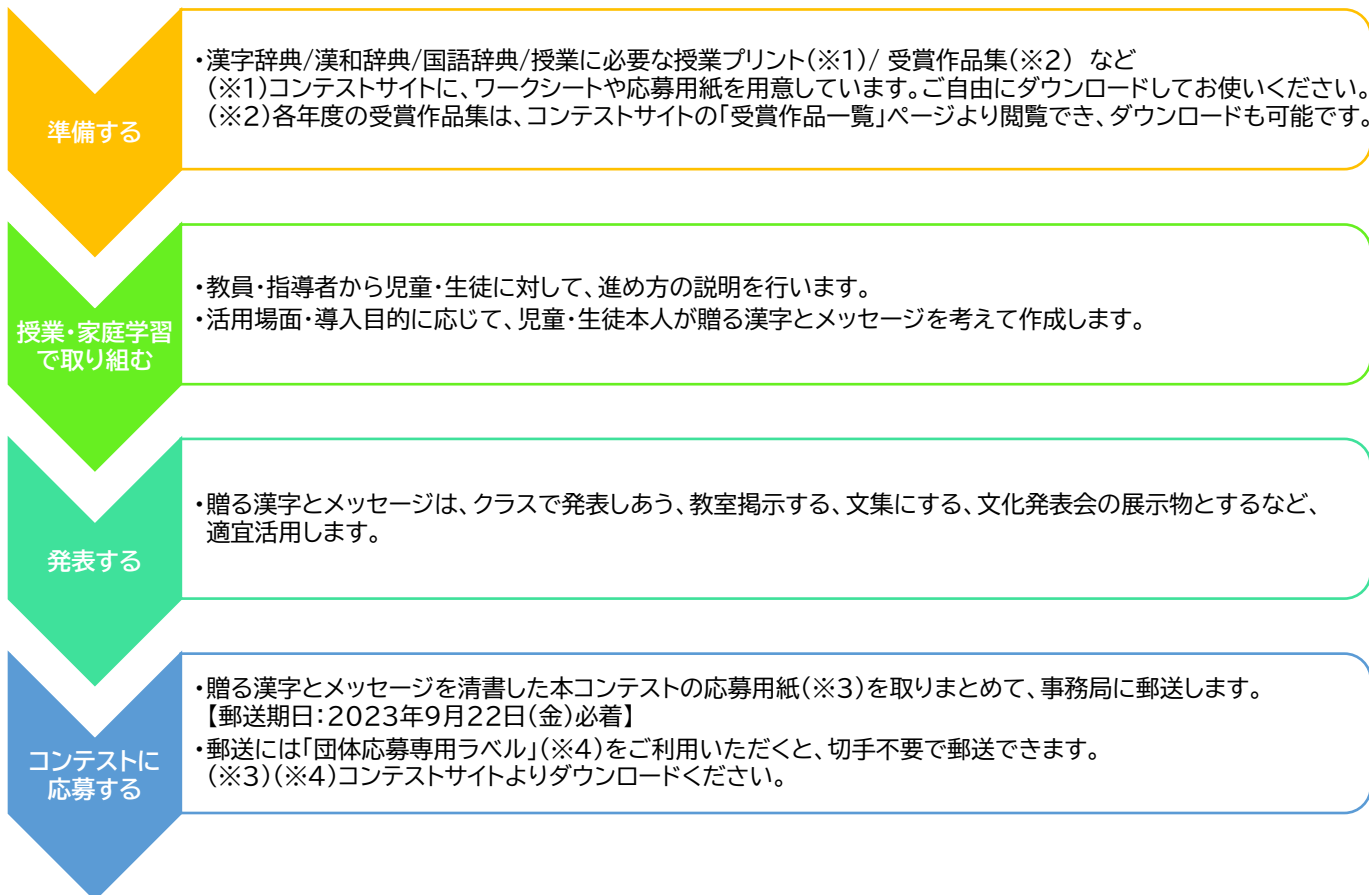 準備する
・漢字辞典/漢和辞典/国語辞典/授業に必要な授業プリント(※1)/ 受賞作品集(※2) など
(※1)コンテストサイトに、ワークシートや応募用紙を用意しています。ご自由にダウンロードしてお使いください。
(※2)各年度の受賞作品集は、コンテストサイトの「受賞作品一覧」ページより閲覧でき、ダウンロードも可能です。
授業・家庭学習
で取り組む
・教員・指導者から児童・生徒に対して、進め方の説明を行います。
・活用場面・導入目的に応じて、児童・生徒本人が贈る漢字とメッセージを考えて作成します。
発表する
・贈る漢字とメッセージは、クラスで発表しあう、教室掲示する、文集にする、文化発表会の展示物とするなど、
適宜活用します。
コンテストに
応募する
・贈る漢字とメッセージを清書した本コンテストの応募用紙(※3)を取りまとめて、事務局に郵送します。
【郵送期日:2023年9月22日(金)必着】
・郵送には「団体応募専用ラベル」(※4)をご利用いただくと、切手不要で郵送できます。
(※3)(※4)コンテストサイトよりダウンロードください。